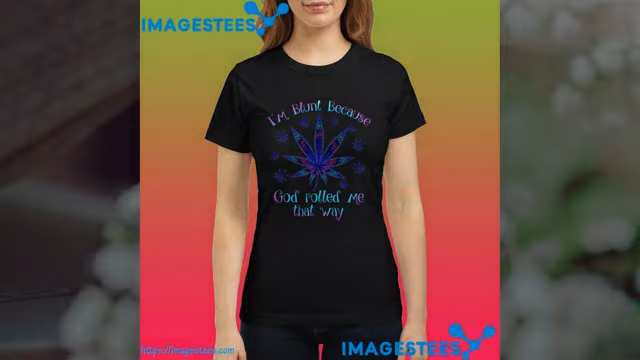 IMAGESTEES
I'm Blunt Because
God rolled me
that way
https://imagestees.com
IMAGESTEES